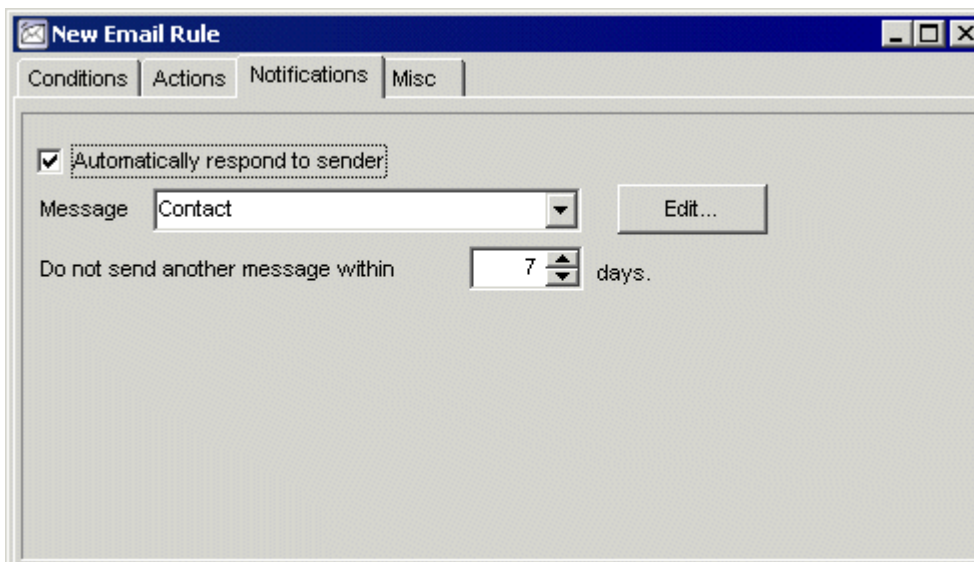 New Email Rule
Conditions Actions Notifications Misc
Automatically respond to sender
Message Contact Edit...
Do not send another message within 7 days.